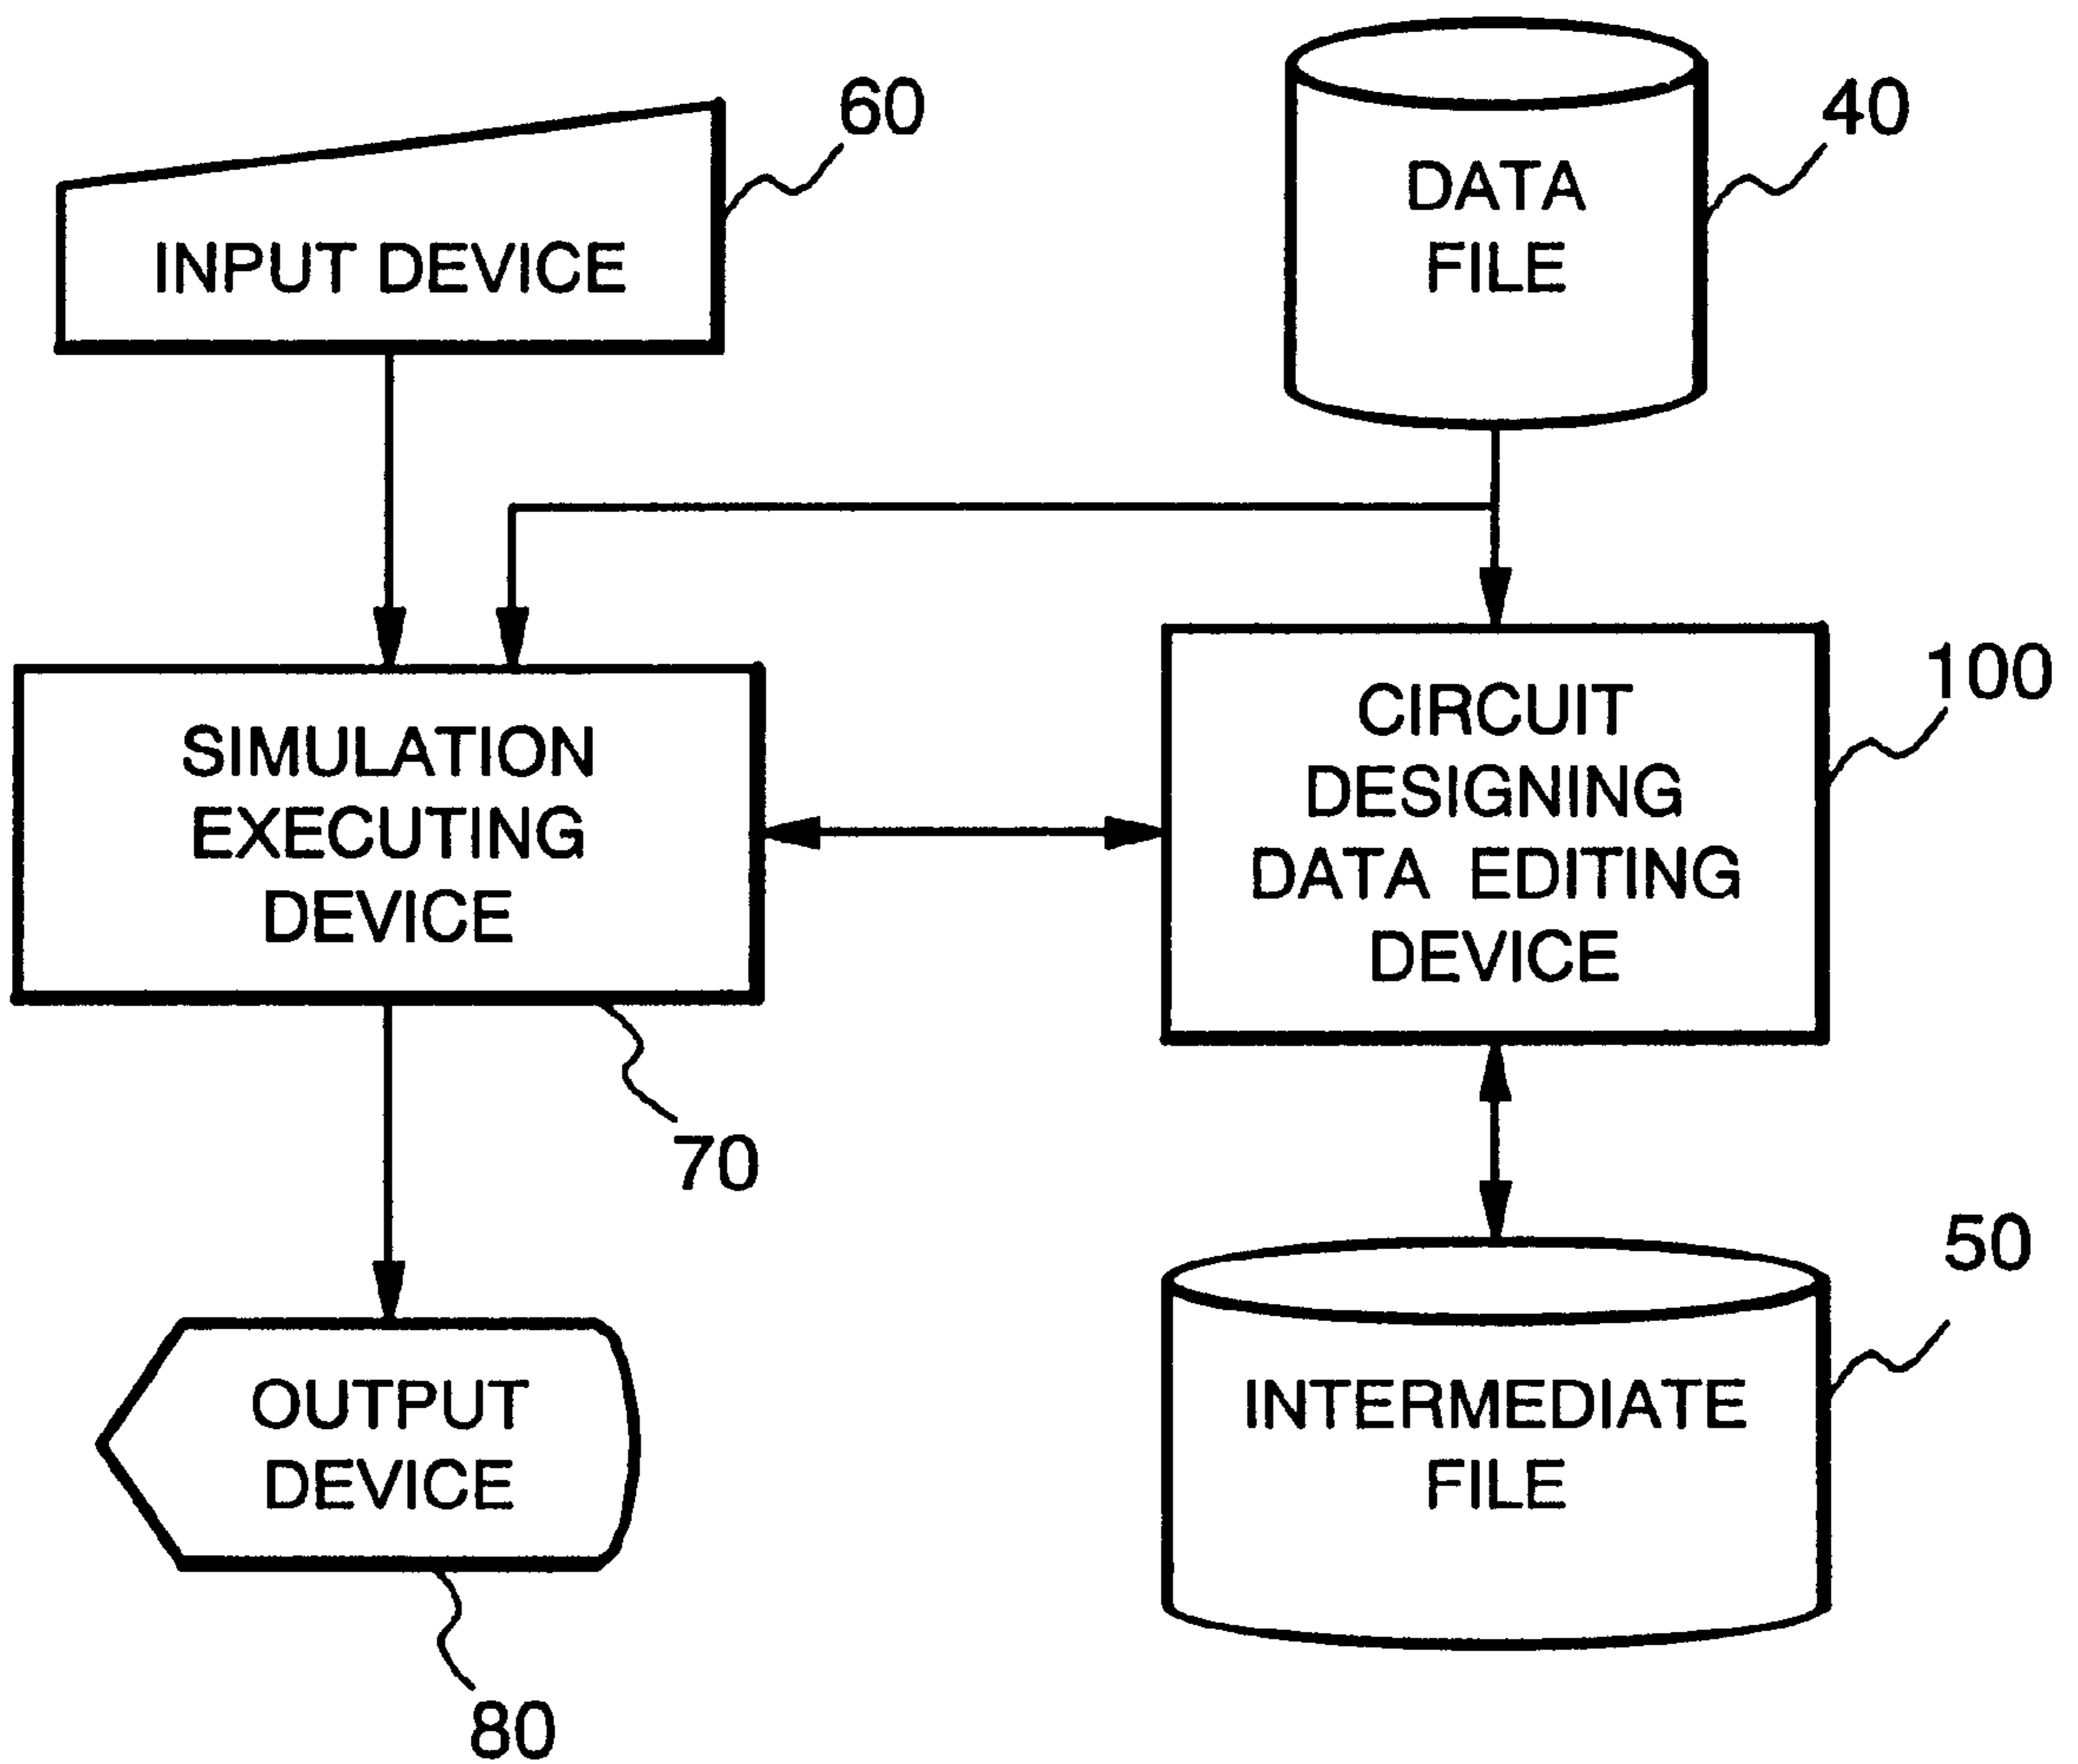 60
40
DATA
FILE
INPUT DEVICE
100
CIRCUIT
DESIGNING
DATA EDITING
DEVICE
SIMULATION
EXECUTING
DEVICE
70
50
INTERMEDIATE
FILE
OUTPUT
DEVICE
80